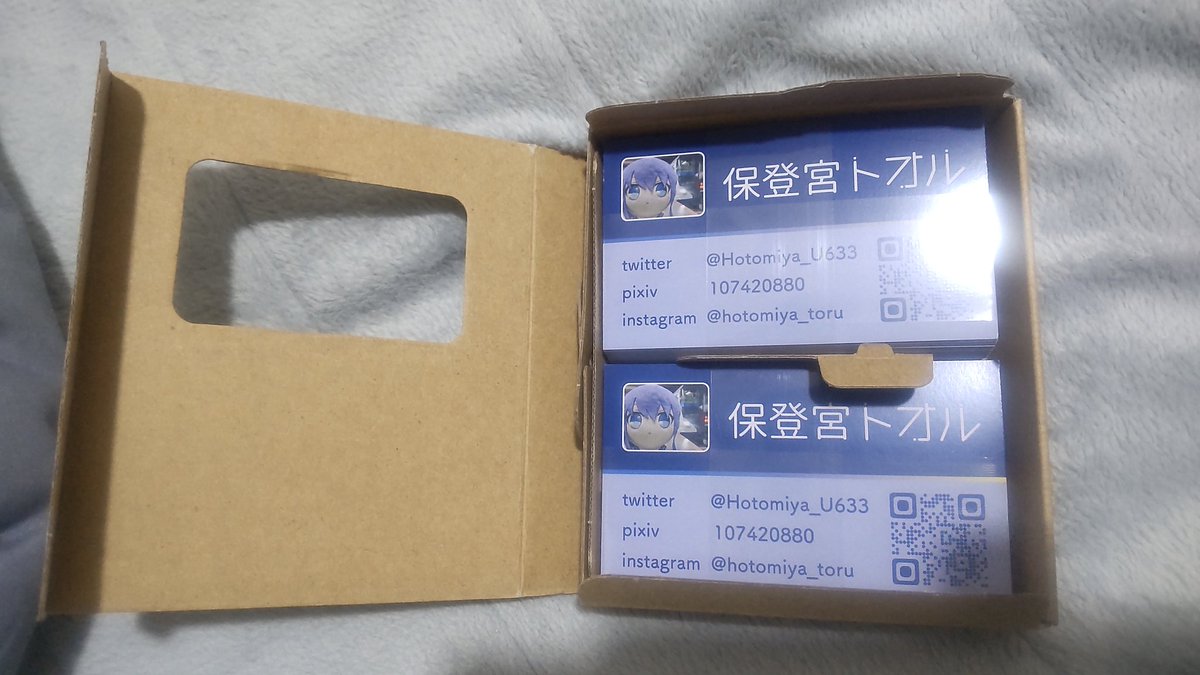 保登宮トオル
twitter @Hotomiya_U633
pixiv 107420880
instagram @hotomiya_toru
保登宮トオル
twitter @Hotomiya_U633
pixiv 107420880
instagram @hotomiya_toru